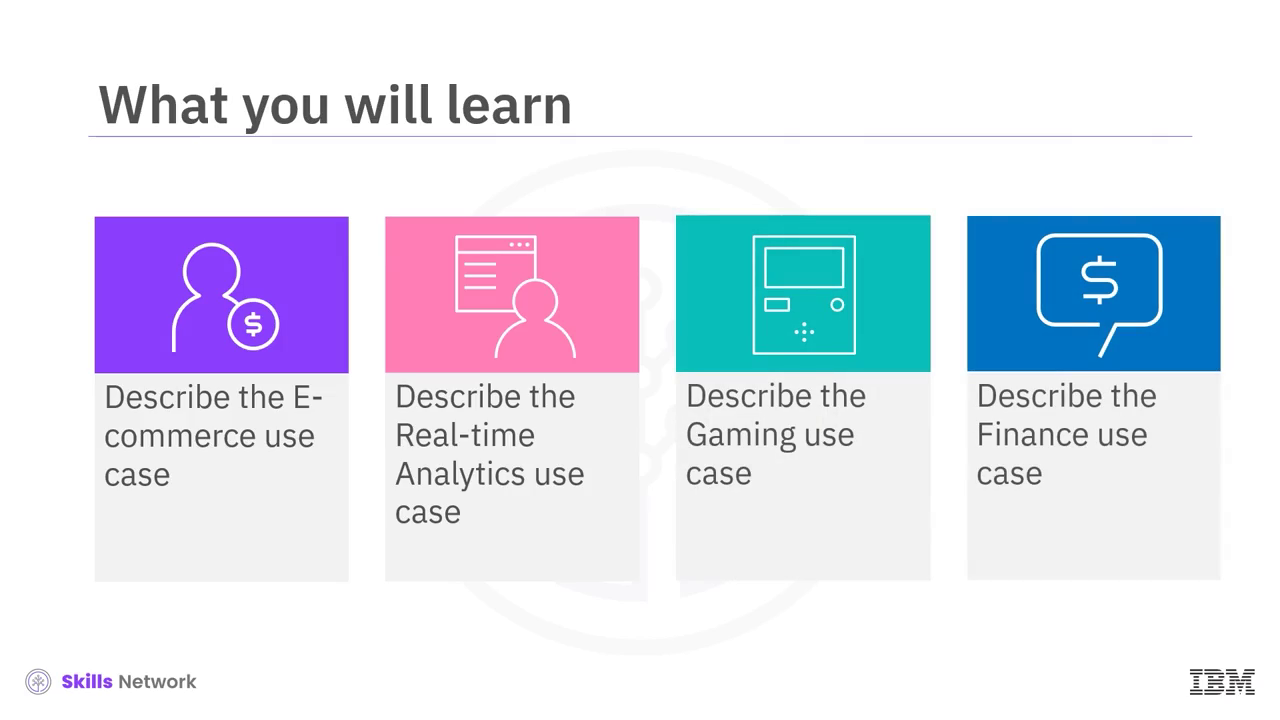 What you will learn
Describe the E-
commerce use
case
Describe the
Real-time
Analytics use
case
Describe the
Gaming use
case
Describe the
Finance use
case
Skills Network
IBM